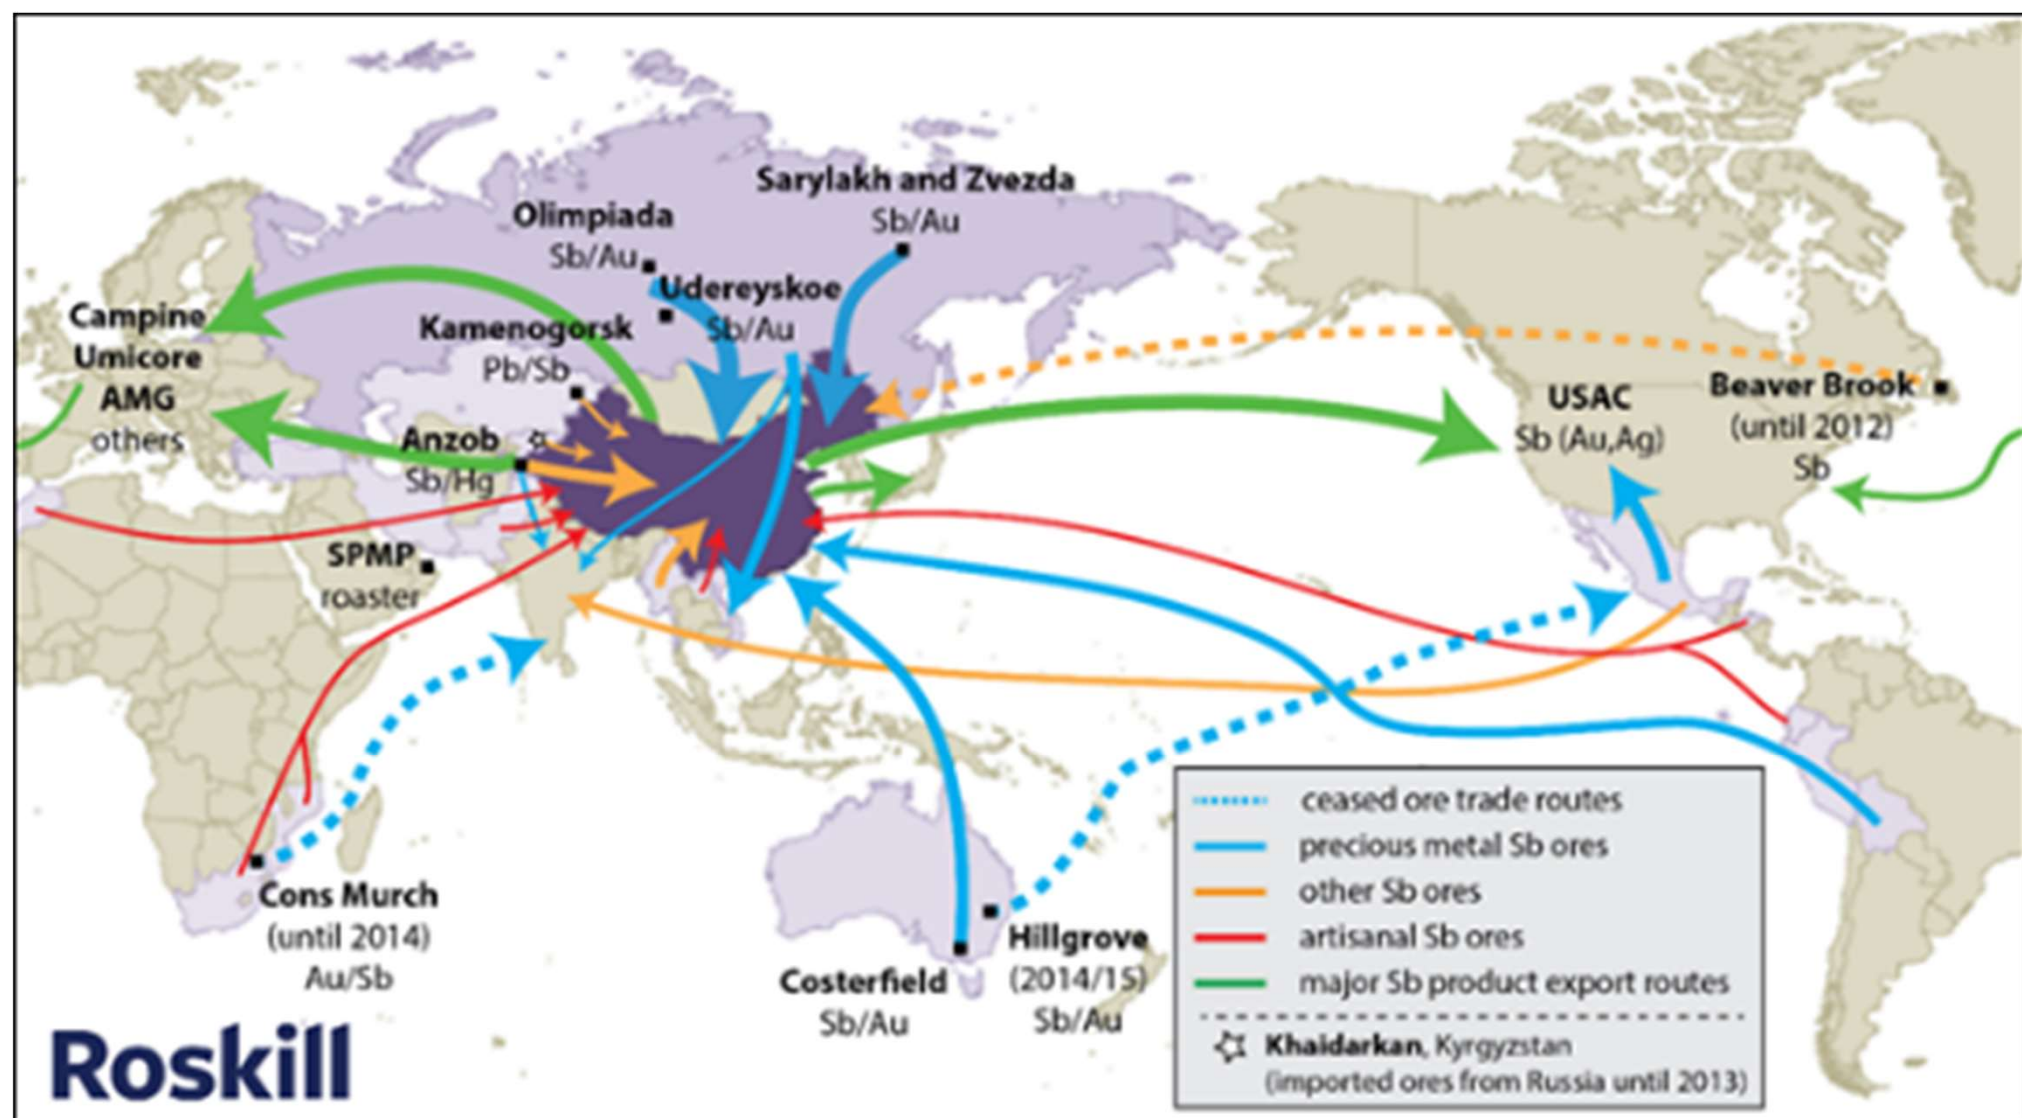 Sarylakh and Zvezda
Sb/Au
Olimpiada
Sb/Au
Udereyskoe
Sb/Au
Kamenogorsk
Pb/Sb
Campine
Umicore
AMG
others
Anzob
Sb/Hg
USAC
Sb (Au,Ag)
Beaver Brook
(until 2012)
Sb
SPMP
roaster
Cons Murch
(until 2014)
Au/Sb
Costerfield
Sb/Au
Hillgrove
(2014/15)
Sb/Au
ceased ore trade routes
precious metal Sb ores
other Sb ores
artisanal Sb ores
major Sb product export routes
Khaidarkan, Kyrgyzstan
(imported ores from Russia until 2013)
Roskill